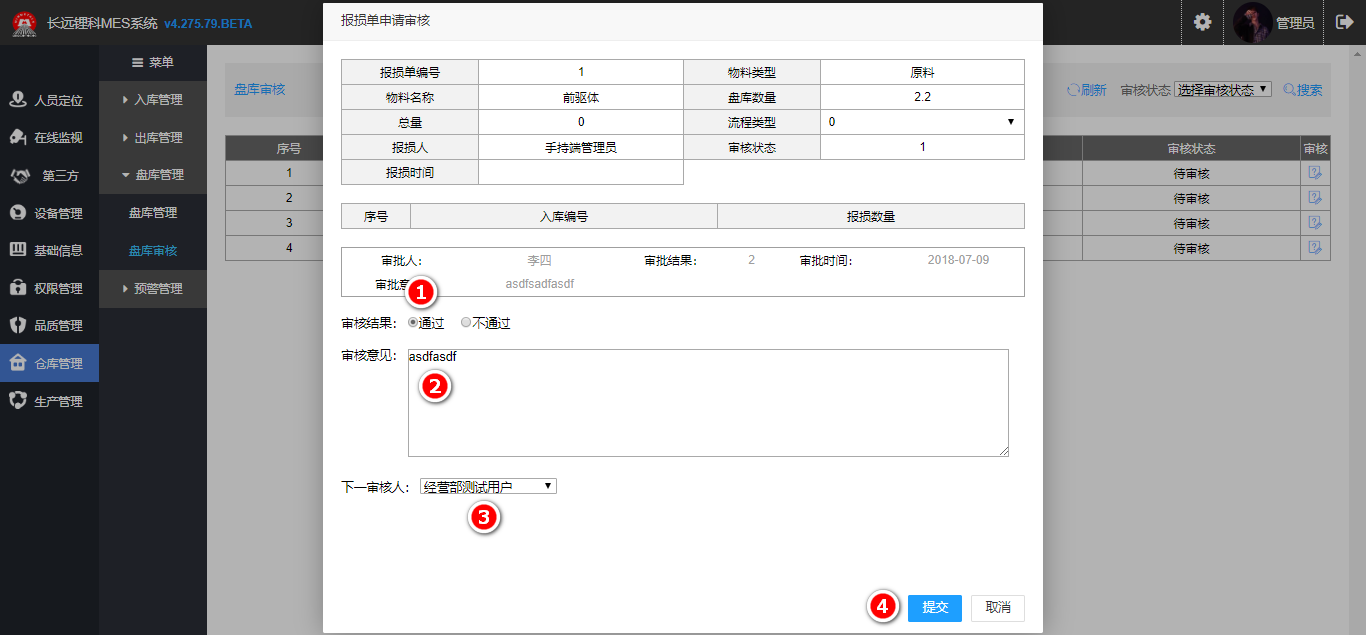 长远锂科MES系统 v4.275.79.BETA
管理员
人员定位
在线监视
第三方
设备管理
基础信息
权限管理
品质管理
仓库管理
生产管理
菜单
入库管理
出库管理
盘库管理
盘库管理
盘库审核
预警管理
盘库审核
刷新 审核状态 选择审核状态 搜索
序号 审核状态 审核
1 待审核
2 待审核
3 待审核
4 待审核
报损单申请审核
报损单编号 1 物料类型 原料
物料名称 前驱体 盘库数量 2.2
总量 0 流程类型 0
报损人 手持端管理员 审核状态 1
报损时间
序号 入库编号 报损数量
审批人: 李四 审批结果: 2 审批时间: 2018-07-09
审批意 asdfsadfasdf
1
审核结果: 通过 不通过
审核意见: asdfasdf
2
下一审核人: 经营部测试用户
3
4 提交 取消